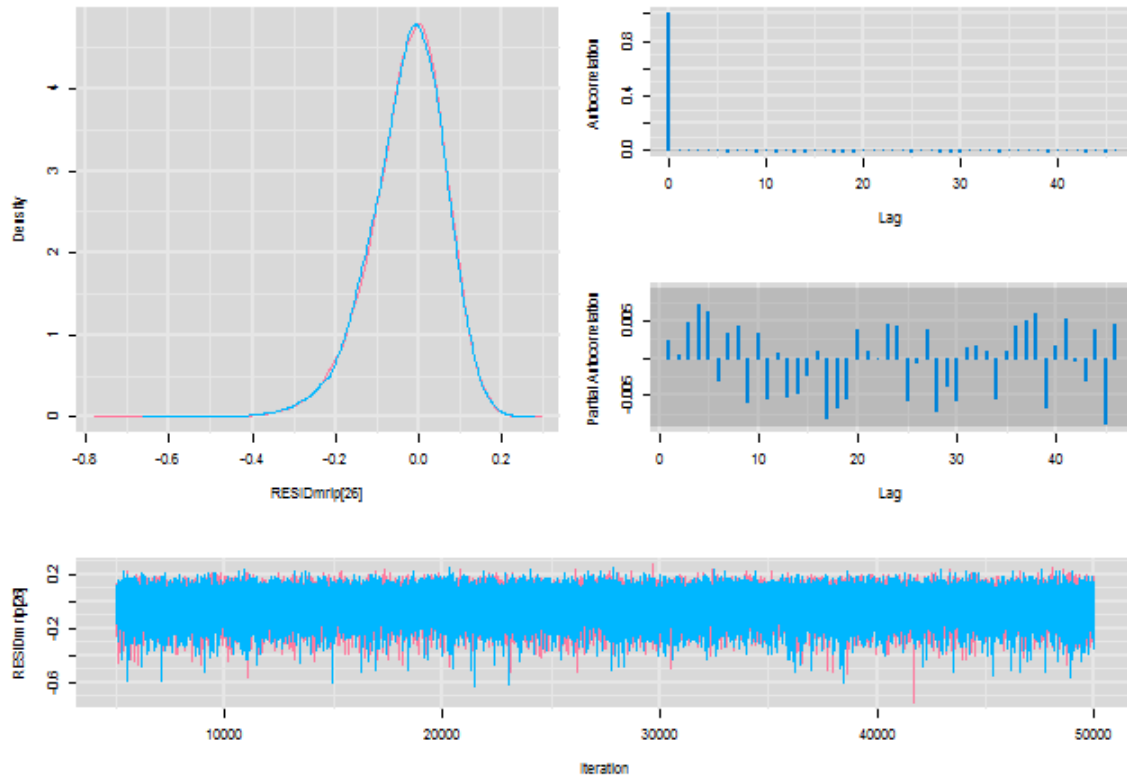 4
3
2
1
0
Density
-0.8 -0.6 -0.4 -0.2 0.0 0.2
RESIDmrip[26]
0.8
0.4
0.0
Autocorrelation
0 10 20 30 40
Lag
0.005
-0.005
Partial Autocorrelation
0 10 20 30 40
Lag
0.2
-0.2
-0.6
RESIDmrip[26]
10000 20000 30000 40000 50000
Iteration